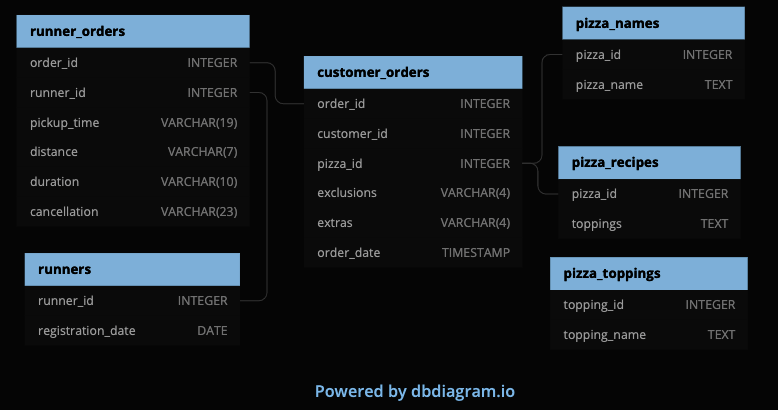 runner_orders
order_id INTEGER
runner_id INTEGER
pickup_time VARCHAR(19)
distance VARCHAR(7)
duration VARCHAR(10)
cancellation VARCHAR(23)
runners
runner_id INTEGER
registration_date DATE
customer_orders
order_id INTEGER
customer_id INTEGER
pizza_id INTEGER
exclusions VARCHAR(4)
extras VARCHAR(4)
order_date TIMESTAMP
pizza_names
pizza_id INTEGER
pizza_name TEXT
pizza_recipes
pizza_id INTEGER
toppings TEXT
pizza_toppings
topping_id INTEGER
topping_name TEXT
Powered by dbdiagram.io